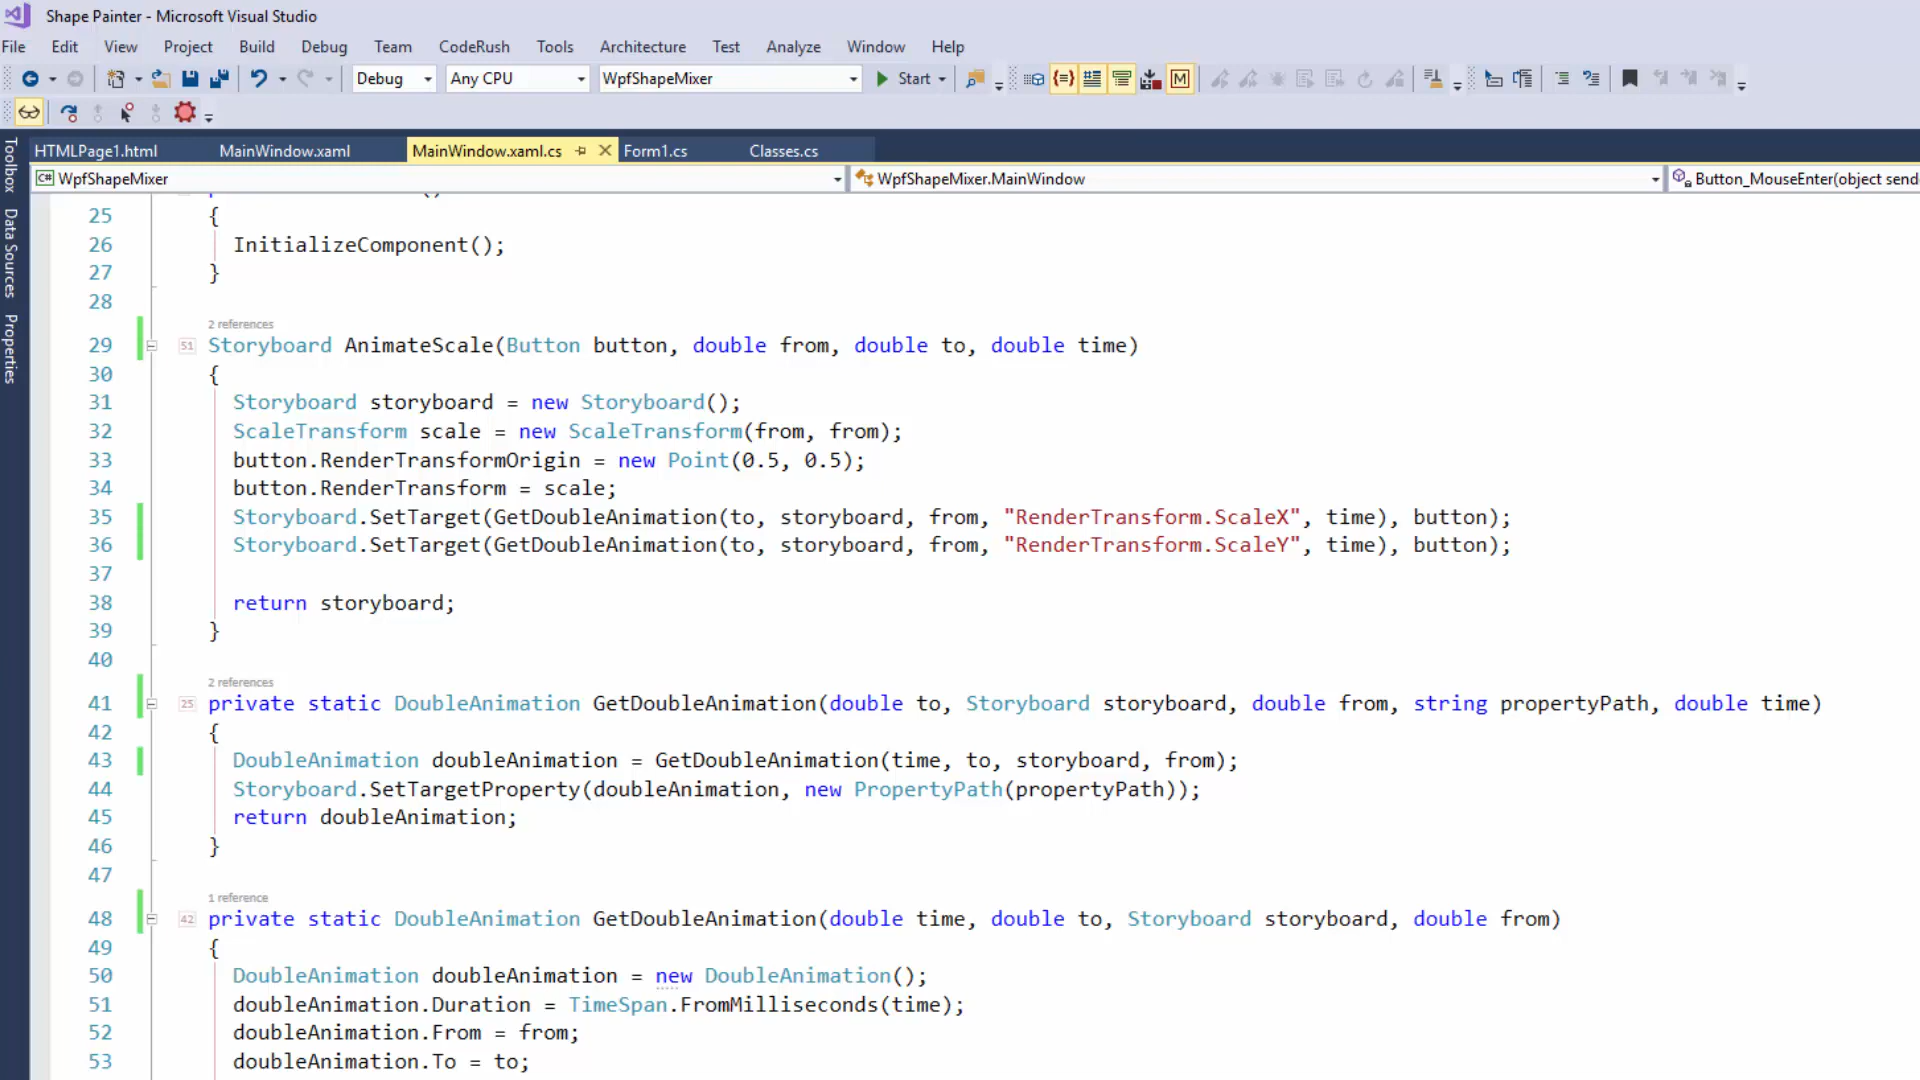 Shape Painter - Microsoft Visual Studio
File Edit View Project Build Debug Team CodeRush Tools Architecture Test Analyze Window Help
Debug Any CPU WpfShapeMixer Start
HTMLPage1.html MainWindow.xaml MainWindow.xaml.cs Form1.cs Classes.cs
WpfShapeMixer WpfShapeMixer.MainWindow Button_MouseEnter(object send
Toolbox
Data Sources
Properties
25 {
26 InitializeComponent();
27 }
28
2 references
29 51 Storyboard AnimateScale(Button button, double from, double to, double time)
30 {
31 Storyboard storyboard = new Storyboard();
32 ScaleTransform scale = new ScaleTransform(from, from);
33 button.RenderTransformOrigin = new Point(0.5, 0.5);
34 button.RenderTransform = scale;
35 Storyboard.SetTarget(GetDoubleAnimation(to, storyboard, from, "RenderTransform.ScaleX", time), button);
36 Storyboard.SetTarget(GetDoubleAnimation(to, storyboard, from, "RenderTransform.ScaleY", time), button);
37
38 return storyboard;
39 }
40
2 references
41 25 private static DoubleAnimation GetDoubleAnimation(double to, Storyboard storyboard, double from, string propertyPath, double time)
42 {
43 DoubleAnimation doubleAnimation = GetDoubleAnimation(time, to, storyboard, from);
44 Storyboard.SetTargetProperty(doubleAnimation, new PropertyPath(propertyPath));
45 return doubleAnimation;
46 }
47
1 reference
48 42 private static DoubleAnimation GetDoubleAnimation(double time, double to, Storyboard storyboard, double from)
49 {
50 DoubleAnimation doubleAnimation = new DoubleAnimation();
51 doubleAnimation.Duration = TimeSpan.FromMilliseconds(time);
52 doubleAnimation.From = from;
53 doubleAnimation.To = to;